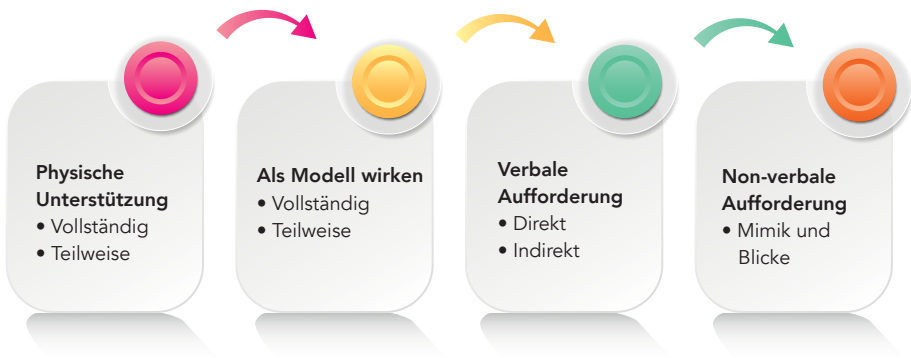 Physische
Unterstützung
• Vollständig
• Teilweise
Als Modell wirken
• Vollständig
• Teilweise
Verbale
Aufforderung
• Direkt
• Indirekt
Non-verbale
Aufforderung
• Mimik und
Blicke